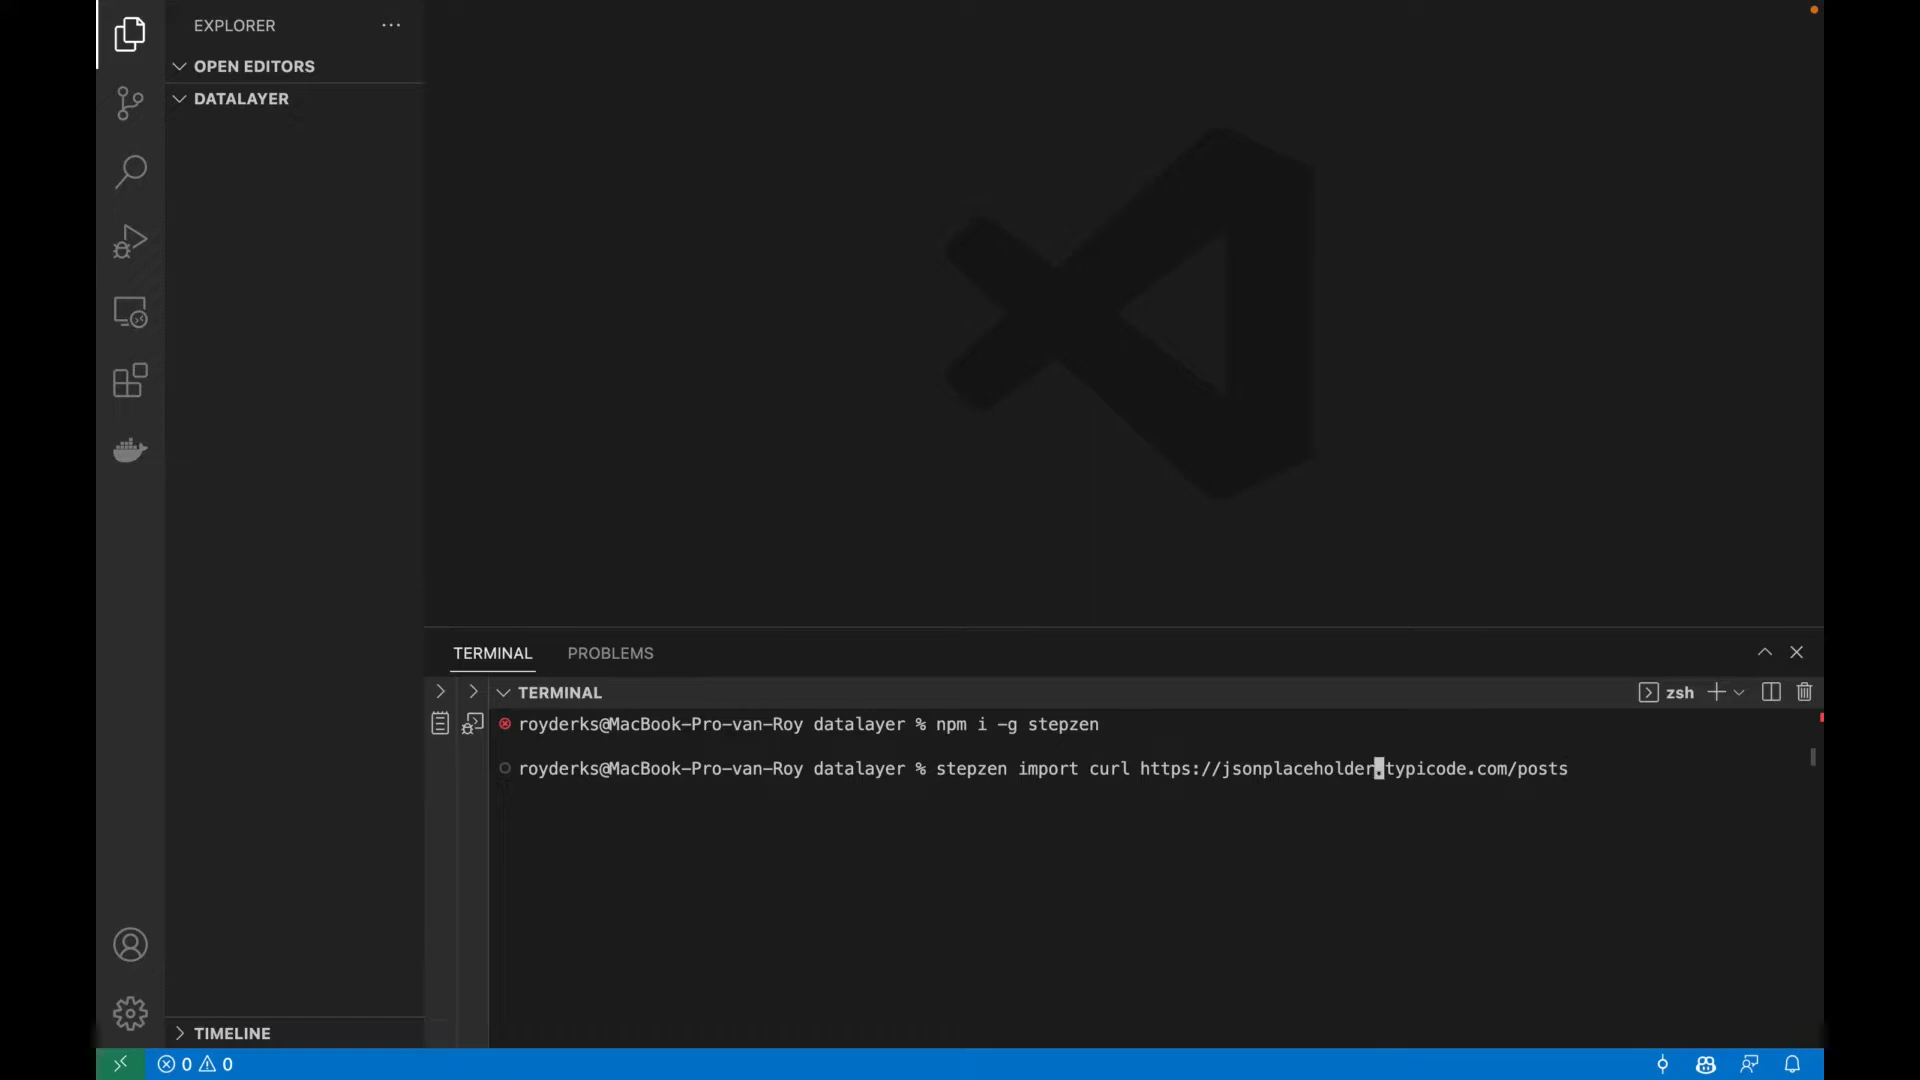 EXPLORER
OPEN EDITORS
DATALAYER
TERMINAL PROBLEMS
TERMINAL
zsh
royderks@MacBook-Pro-van-Roy datalayer % npm i -g stepzen
royderks@MacBook-Pro-van-Roy datalayer % stepzen import curl https://jsonplaceholder.typicode.com/posts
TIMELINE
0 0